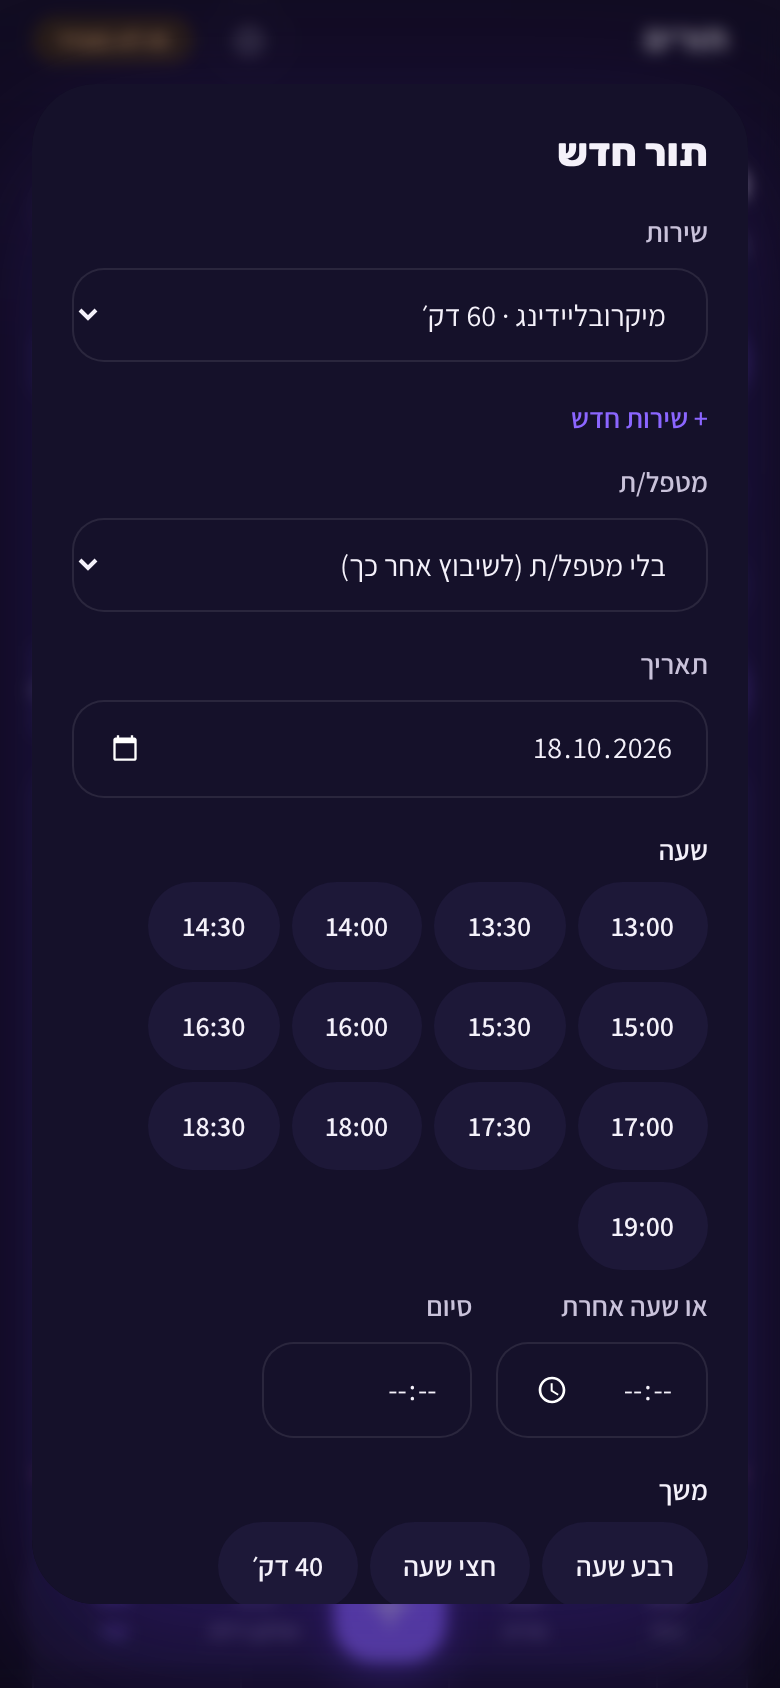 תור חדש
שירות
מיקרובליידינג · 60 דק׳
+ שירות חדש
מטפל/ת
בלי מטפל/ת (לשיבוץ אחר כך)
תאריך
18.10.2026
שעה
13:00 13:30 14:00 14:30
15:00 15:30 16:00 16:30
17:00 17:30 18:00 18:30
19:00
או שעה אחרת סיום
--:-- --:--
משך
רבע שעה חצי שעה 40 דק׳